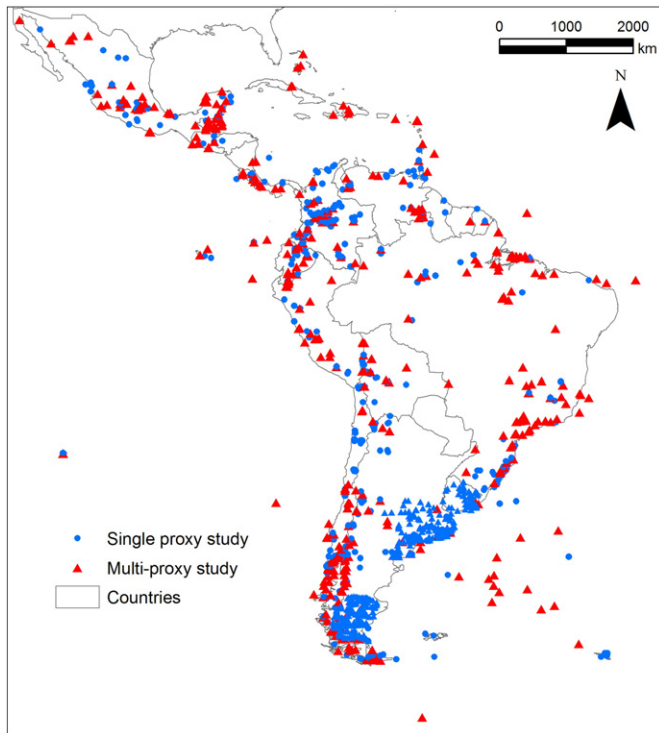 0 1000 2000
km
N
Single proxy study
Multi-proxy study
Countries